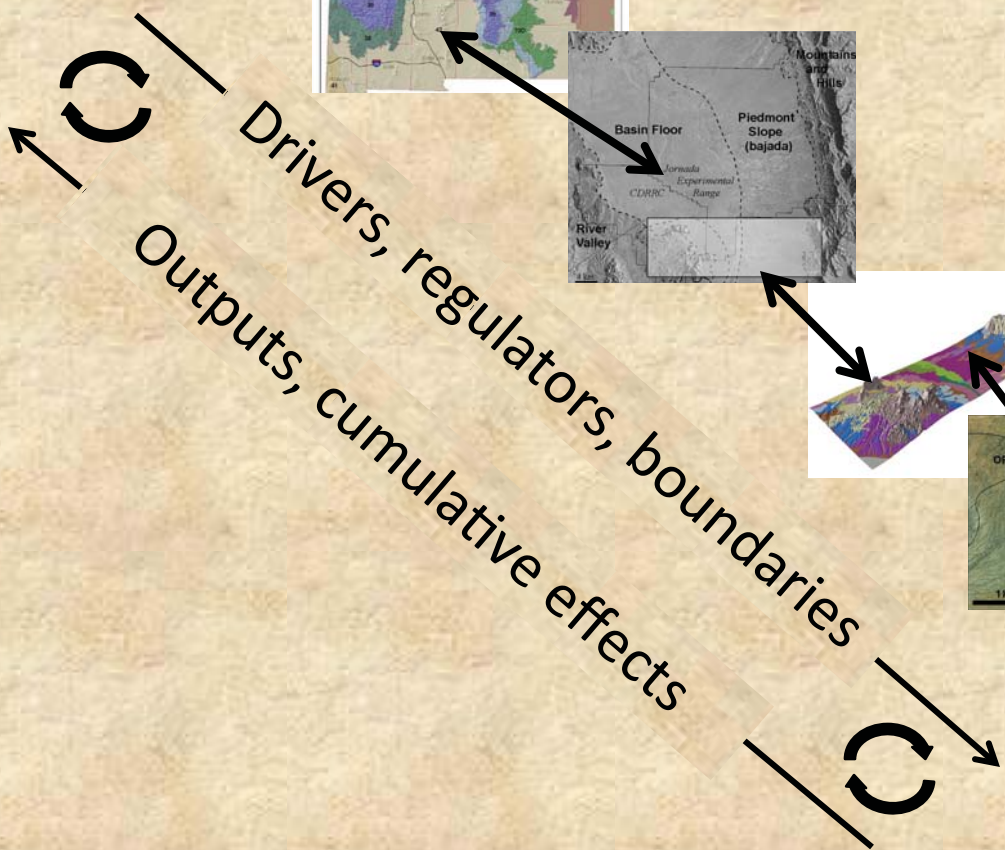 Drivers, regulators, boundaries
Outputs, cumulative effects
Mountains
and
Hills
Basin Floor
Piedmont
Slope
(bajada)
Jornada
Experimental
Range
CDRRC
River
Valley